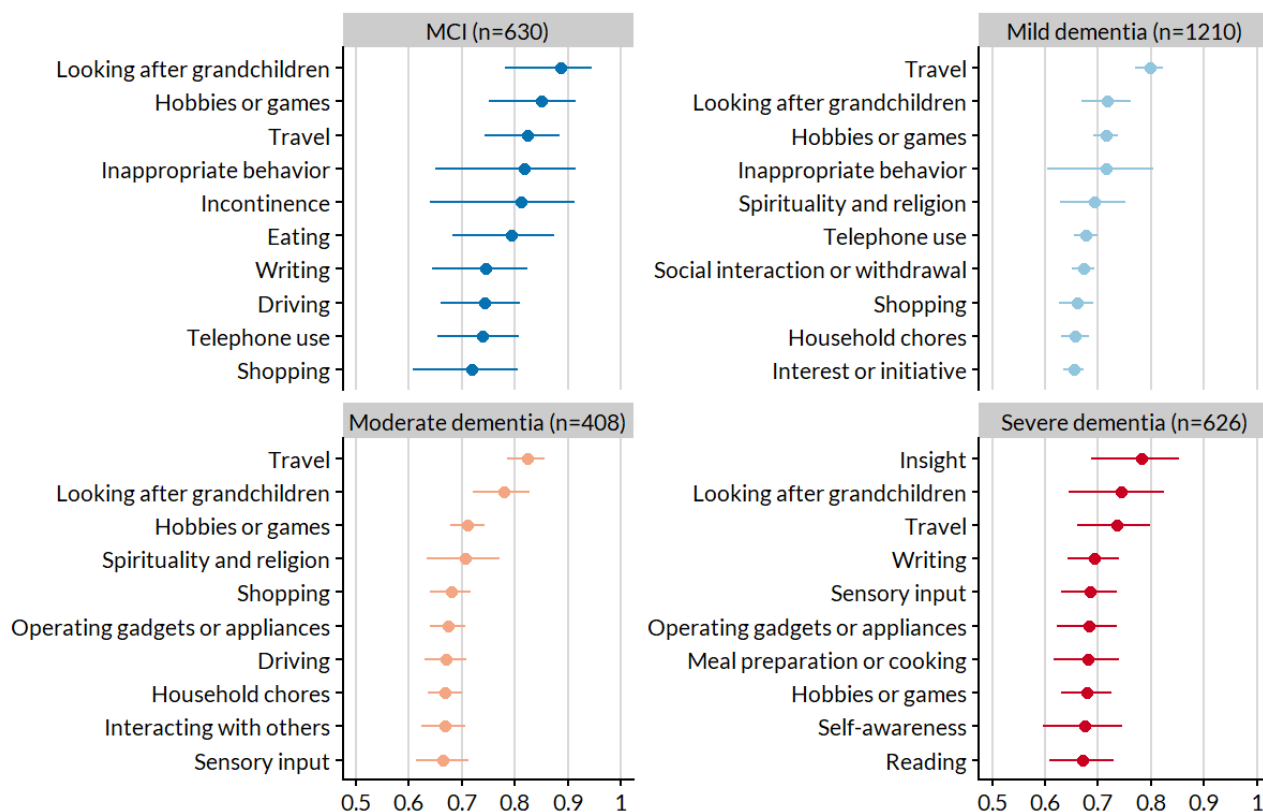 MCI (n=630)
Looking after grandchildren
Hobbies or games
Travel
Inappropriate behavior
Incontinence
Eating
Writing
Driving
Telephone use
Shopping
Mild dementia (n=1210)
Travel
Looking after grandchildren
Hobbies or games
Inappropriate behavior
Spirituality and religion
Telephone use
Social interaction or withdrawal
Shopping
Household chores
Interest or initiative
Moderate dementia (n=408)
Travel
Looking after grandchildren
Hobbies or games
Spirituality and religion
Shopping
Operating gadgets or appliances
Driving
Household chores
Interacting with others
Sensory input
0.5 0.6 0.7 0.8 0.9 1
Severe dementia (n=626)
Insight
Looking after grandchildren
Travel
Writing
Sensory input
Operating gadgets or appliances
Meal preparation or cooking
Hobbies or games
Self-awareness
Reading
0.5 0.6 0.7 0.8 0.9 1